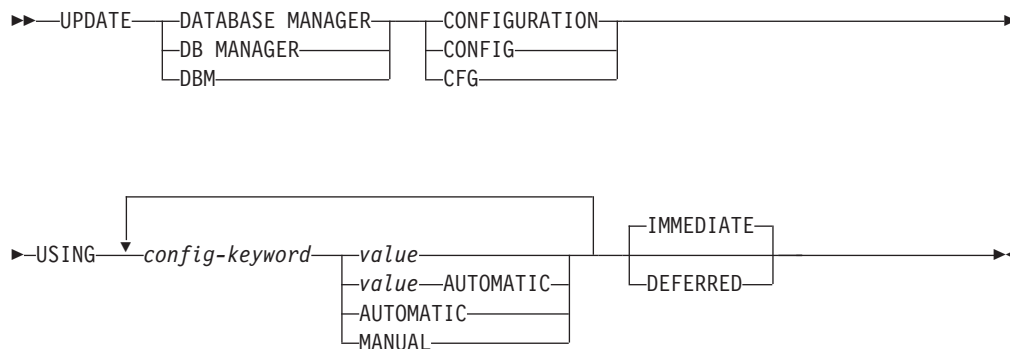 UPDATE DATABASE MANAGER CONFIGURATION
DB MANAGER CONFIG
DBM CFG
IMMEDIATE
USING config-keyword value
value AUTOMATIC DEFERRED
AUTOMATIC
MANUAL